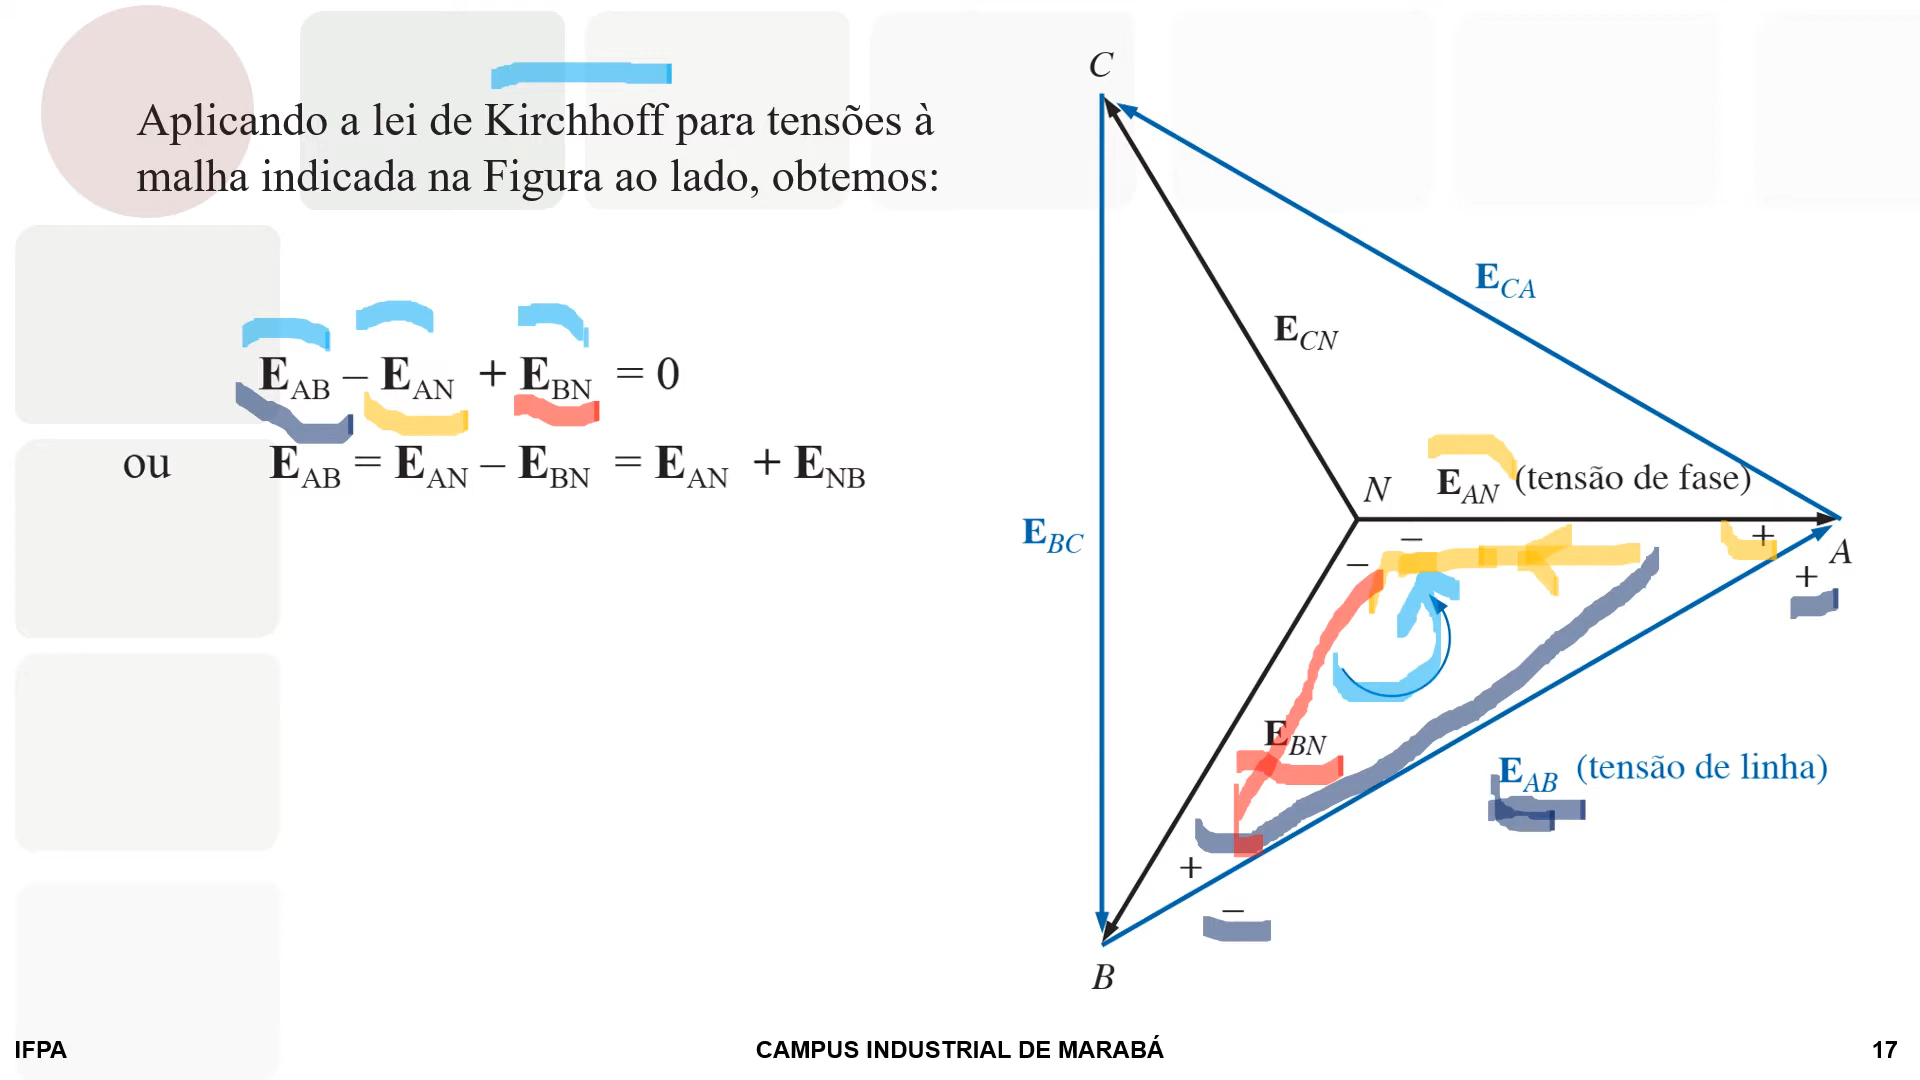 Aplicando a lei de Kirchhoff para tensões à
malha indicada na Figura ao lado, obtemos:
E_AB – E_AN + E_BN = 0
ou E_AB = E_AN – E_BN = E_AN + E_NB
C
E_CA
E_CN
N
E_AN (tensão de fase)
E_BC
– +
A
– +
E_BN
E_AB (tensão de linha)
+
–
B
IFPA
CAMPUS INDUSTRIAL DE MARABÁ
17